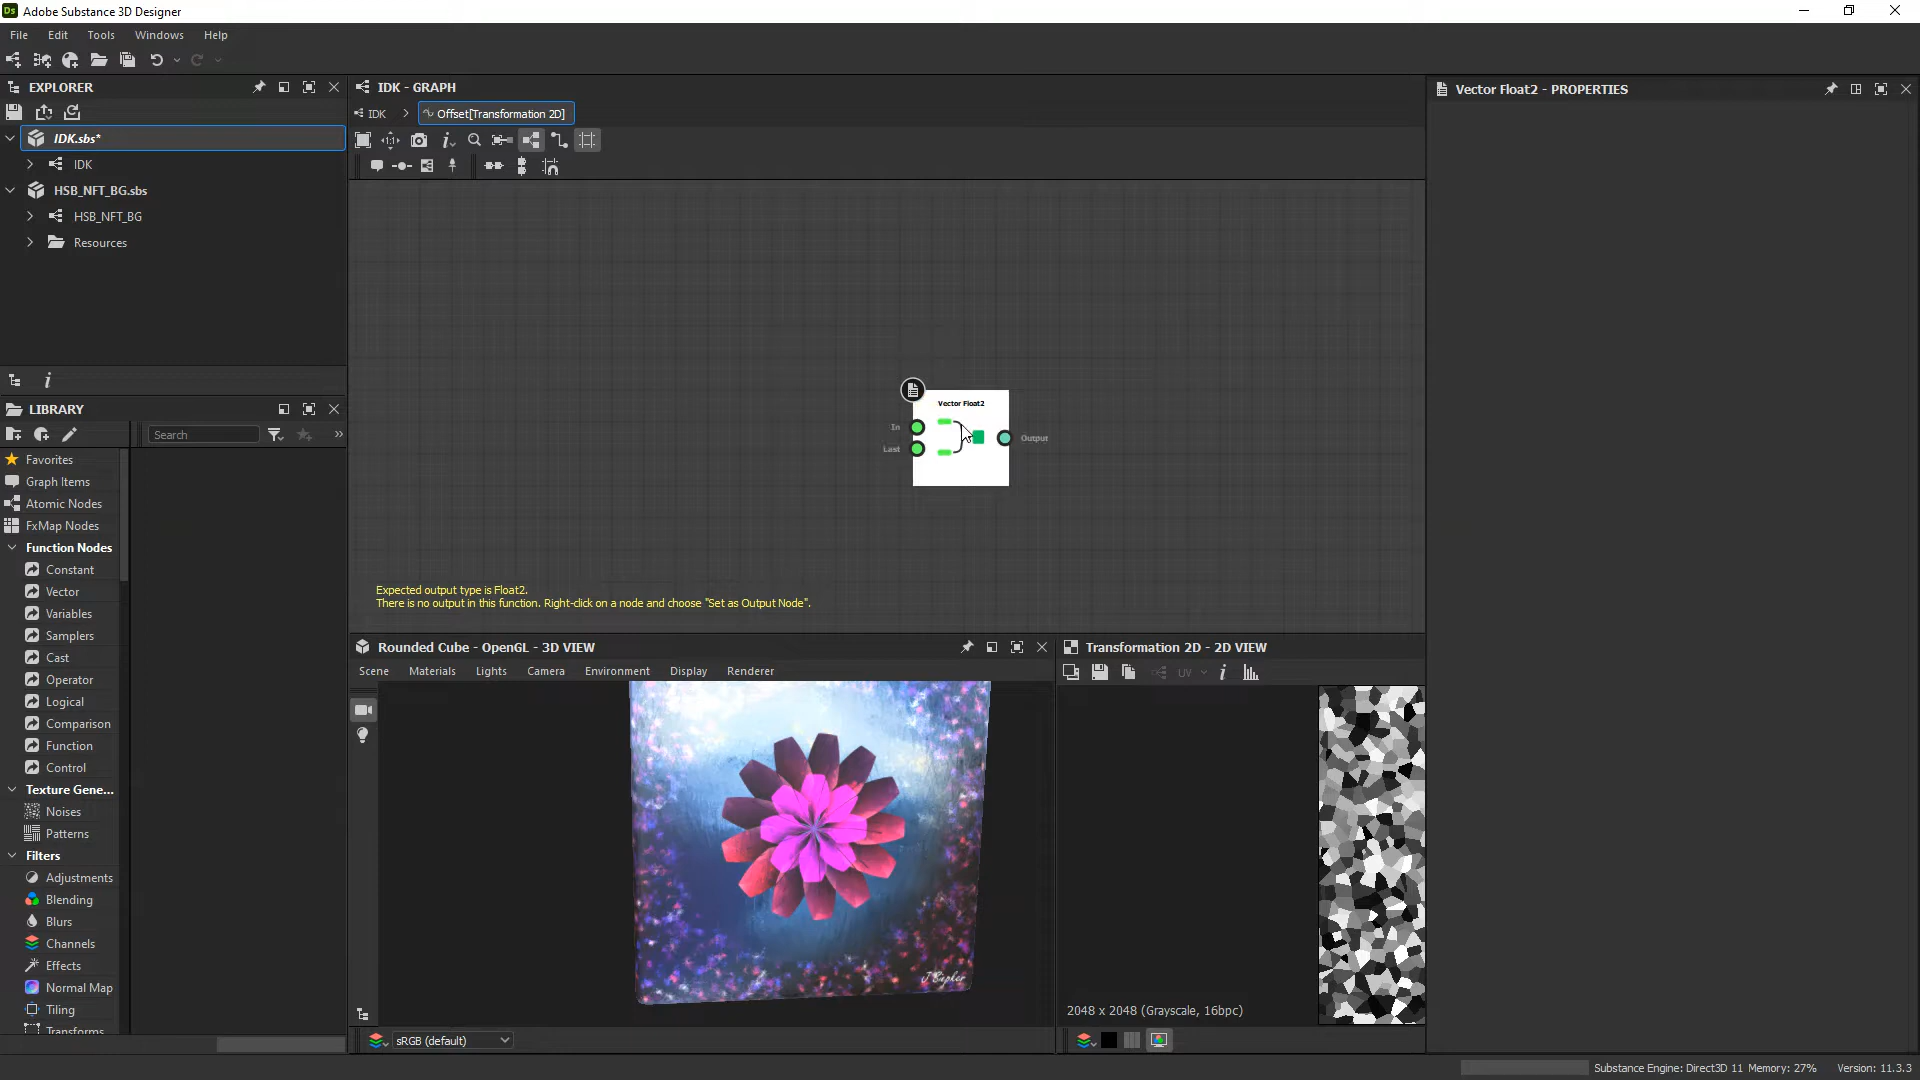 Ds Adobe Substance 3D Designer
File Edit Tools Windows Help
EXPLORER
IDK.sbs*
IDK
HSB_NFT_BG.sbs
HSB_NFT_BG
Resources
LIBRARY
Search
Favorites
Graph Items
Atomic Nodes
FxMap Nodes
Function Nodes
Constant
Vector
Variables
Samplers
Cast
Operator
Logical
Comparison
Function
Control
Texture Gene...
Noises
Patterns
Filters
Adjustments
Blending
Blurs
Channels
Effects
Normal Map
Tiling
Transforms
IDK - GRAPH
IDK Offset[Transformation 2D]
Vector Float2
In
Last
Output
Expected output type is Float2.
There is no output in this function. Right-click on a node and choose "Set as Output Node".
Rounded Cube - OpenGL - 3D VIEW
Scene Materials Lights Camera Environment Display Renderer
sRGB (default)
Transformation 2D - 2D VIEW
UV
2048 x 2048 (Grayscale, 16bpc)
Vector Float2 - PROPERTIES
Substance Engine: Direct3D 11 Memory: 27% Version: 11.3.3